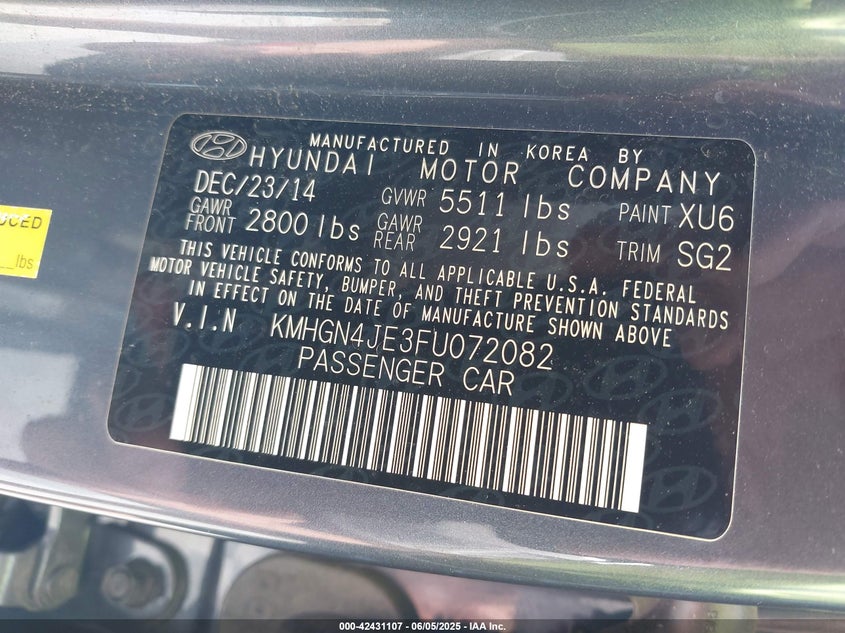 MANUFACTURED IN KOREA BY
HYUNDAI MOTOR COMPANY
DEC/23/14 GVWR 5511 lbs PAINT XU6
GAWR FRONT 2800 lbs GAWR REAR 2921 lbs TRIM SG2
THIS VEHICLE CONFORMS TO ALL APPLICABLE U.S.A. FEDERAL
MOTOR VEHICLE SAFETY, BUMPER, AND THEFT PREVENTION STANDARDS
IN EFFECT ON THE DATE OF MANUFACTURE SHOWN ABOVE
V.I.N KMHGN4JE3FU072082
PASSENGER CAR
lbs
000-42431107 - 06/05/2025 - IAA Inc.